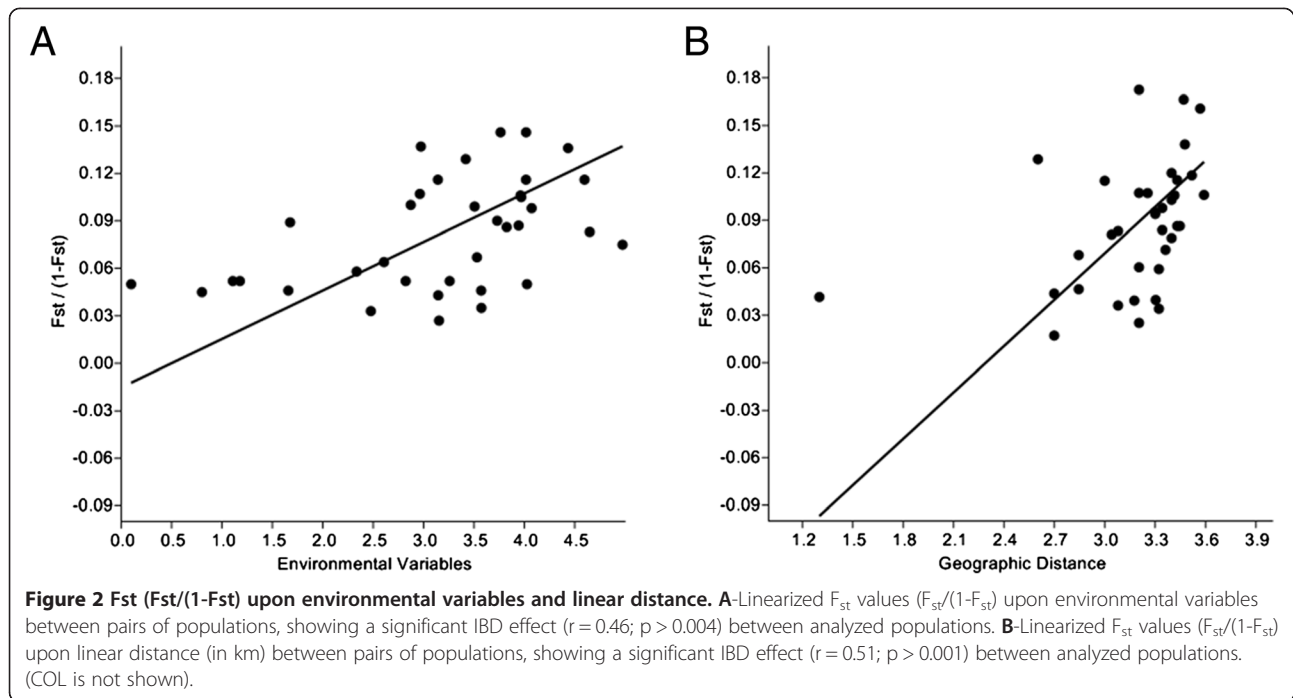 A
B
Fst / (1-Fst)
0.18
0.15
0.12
0.09
0.06
0.03
0.00
-0.03
-0.06
-0.09
0.0 0.5 1.0 1.5 2.0 2.5 3.0 3.5 4.0 4.5
Environmental Variables
Fst / (1-Fst)
0.18
0.15
0.12
0.09
0.06
0.03
0.00
-0.03
-0.06
-0.09
1.2 1.5 1.8 2.1 2.4 2.7 3.0 3.3 3.6 3.9
Geographic Distance
Figure 2 Fst (Fst/(1-Fst) upon environmental variables and linear distance. A-Linearized Fst values (Fst/(1-Fst) upon environmental variables
between pairs of populations, showing a significant IBD effect (r = 0.46; p > 0.004) between analyzed populations. B-Linearized Fst values (Fst/(1-Fst)
upon linear distance (in km) between pairs of populations, showing a significant IBD effect (r = 0.51; p > 0.001) between analyzed populations.
(COL is not shown).